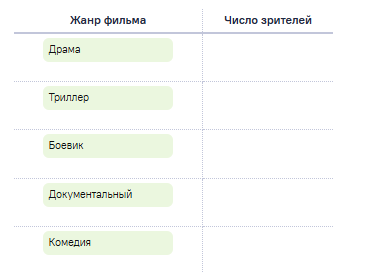 Жанр фильма Число зрителей
Драма
Триллер
Боевик
Документальный
Комедия